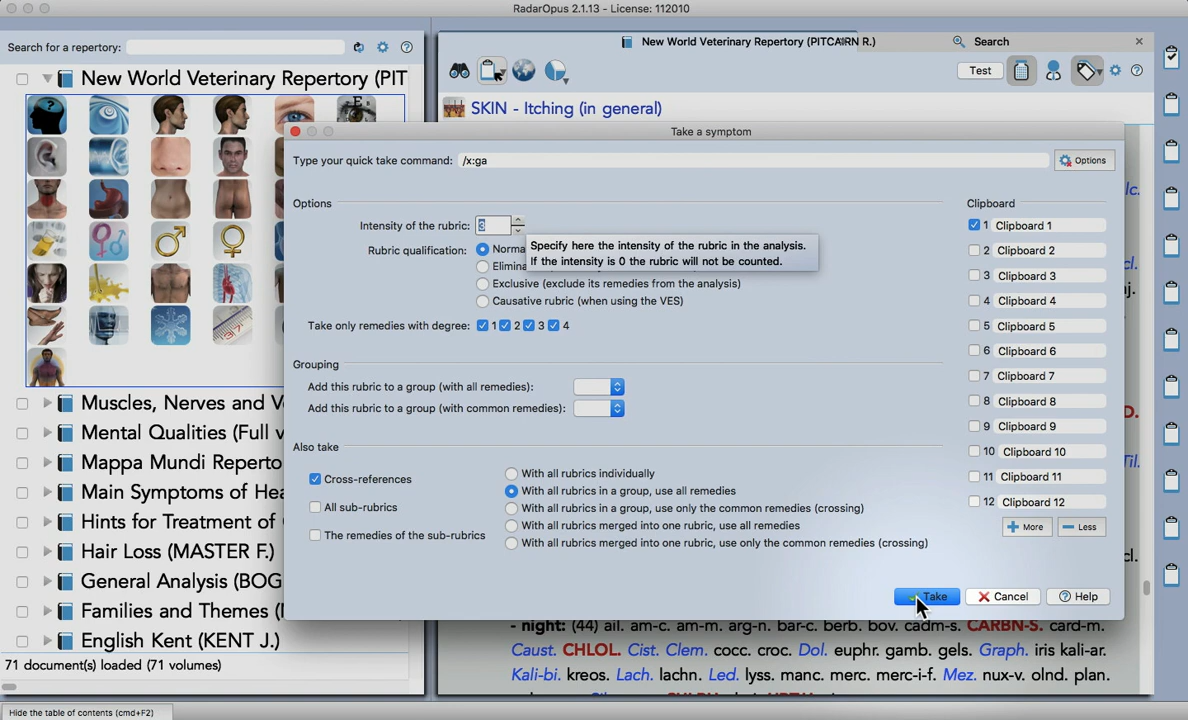 RadarOpus 2.1.13 - License: 112010
Search for a repertory:
New World Veterinary Repertory (PIT
Muscles, Nerves and V
Mental Qualities (Full v
Mappa Mundi Reperto
Main Symptoms of Hea
Hints for Treatment of
Hair Loss (MASTER F.)
General Analysis (BOG
Families and Themes (
English Kent (KENT J.)
71 document(s) loaded (71 volumes)
Hide the table of contents (cmd+F2)
New World Veterinary Repertory (PITCAIRN R.)
Search
Test
SKIN - Itching (in general)
Take a symptom
Type your quick take command: /x:ga
Options
Options
Intensity of the rubric: 3
Specify here the intensity of the rubric in the analysis.
If the intensity is 0 the rubric will not be counted.
Rubric qualification: Norma
Elimina
Exclusive (exclude its remedies from the analysis)
Causative rubric (when using the VES)
Take only remedies with degree: 1 2 3 4
Grouping
Add this rubric to a group (with all remedies):
Add this rubric to a group (with common remedies):
Also take
Cross-references
All sub-rubrics
The remedies of the sub-rubrics
With all rubrics individually
With all rubrics in a group, use all remedies
With all rubrics in a group, use only the common remedies (crossing)
With all rubrics merged into one rubric, use all remedies
With all rubrics merged into one rubric, use only the common remedies (crossing)
Clipboard
1 Clipboard 1
2 Clipboard 2
3 Clipboard 3
4 Clipboard 4
5 Clipboard 5
6 Clipboard 6
7 Clipboard 7
8 Clipboard 8
9 Clipboard 9
10 Clipboard 10
11 Clipboard 11
12 Clipboard 12
More Less
Take Cancel Help
- night: (44) ail. am-c. am-m. arg-n. bar-c. berb. bov. cadm-s. CARBN-S. card-m.
Caust. CHLOL. Cist. Clem. cocc. croc. Dol. euphr. gamb. gels. Graph. iris kali-ar.
Kali-bi. kreos. Lach. lachn. Led. lyss. manc. merc. merc-i-f. Mez. nux-v. olnd. plan.